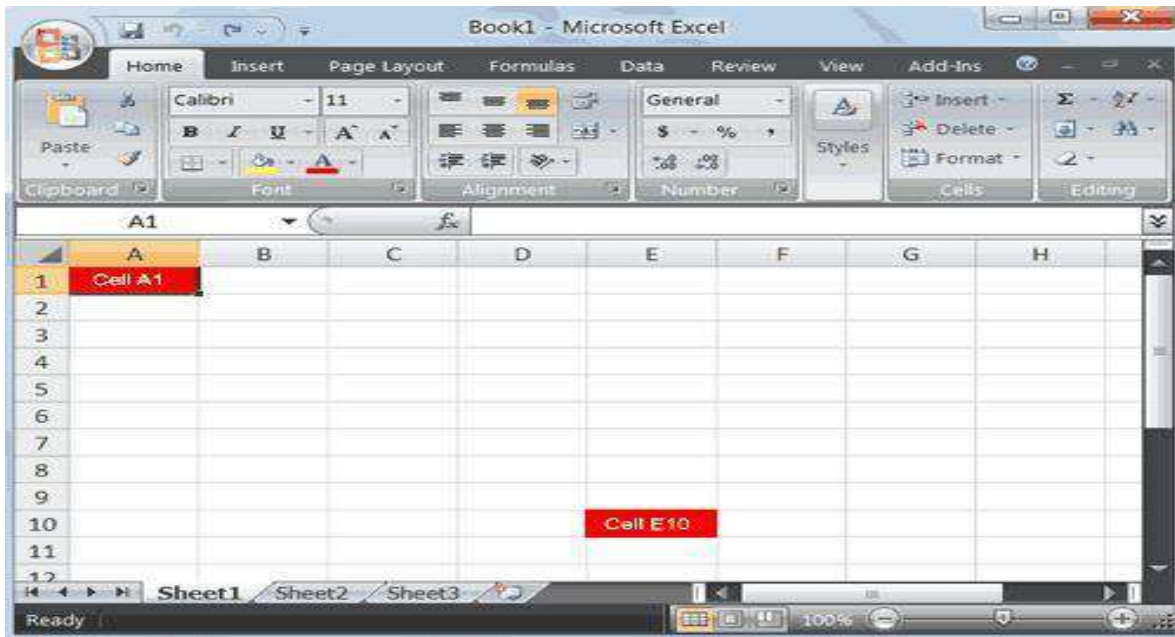 Book1 - Microsoft Excel
Home Insert Page Layout Formulas Data Review View Add-Ins
Calibri 11 General Insert
B I U A A $ % , Delete
Paste A Styles Format
Clipboard Font Alignment Number Cells Editing
A1 fx
A B C D E F G H
1 Cell A1
2
3
4
5
6
7
8
9
10 Cell E10
11
12
Sheet1 Sheet2 Sheet3
Ready 100%